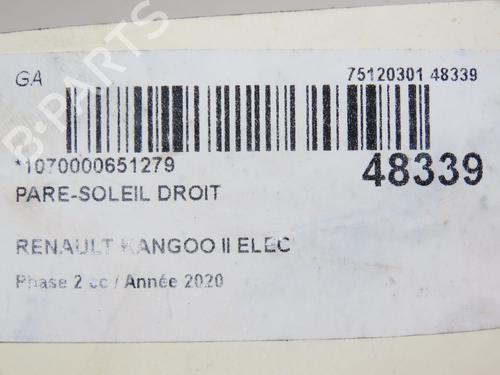 GA
75120301 48339
*1070000651279
48339
PARE-SOLEIL DROIT
RENAULT KANGOO II ELEC
Phase 2 cc / Année 2020
B-PARTS